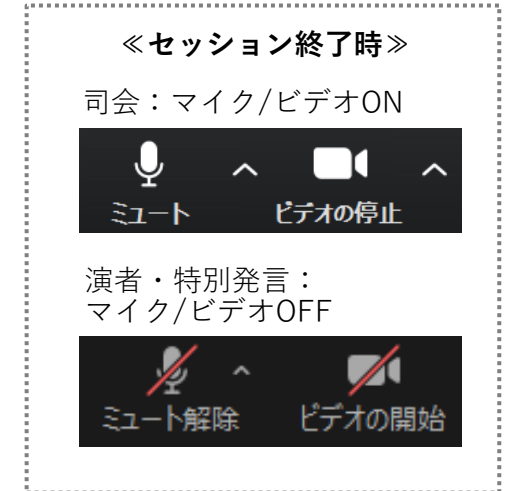 ≪セッション終了時≫
司会：マイク/ビデオON
ミュート ビデオの停止
演者・特別発言：
マイク/ビデオOFF
ミュート解除 ビデオの開始